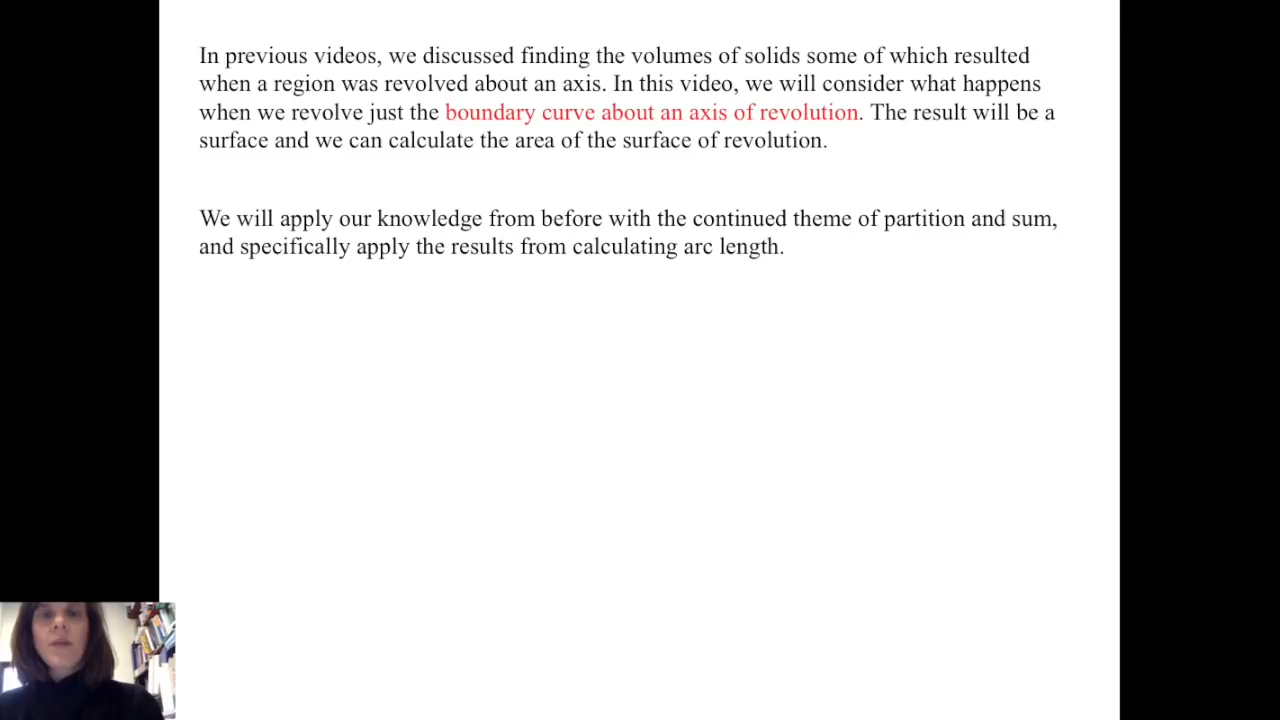 In previous videos, we discussed finding the volumes of solids some of which resulted
when a region was revolved about an axis. In this video, we will consider what happens
when we revolve just the boundary curve about an axis of revolution. The result will be a
surface and we can calculate the area of the surface of revolution.
We will apply our knowledge from before with the continued theme of partition and sum,
and specifically apply the results from calculating arc length.